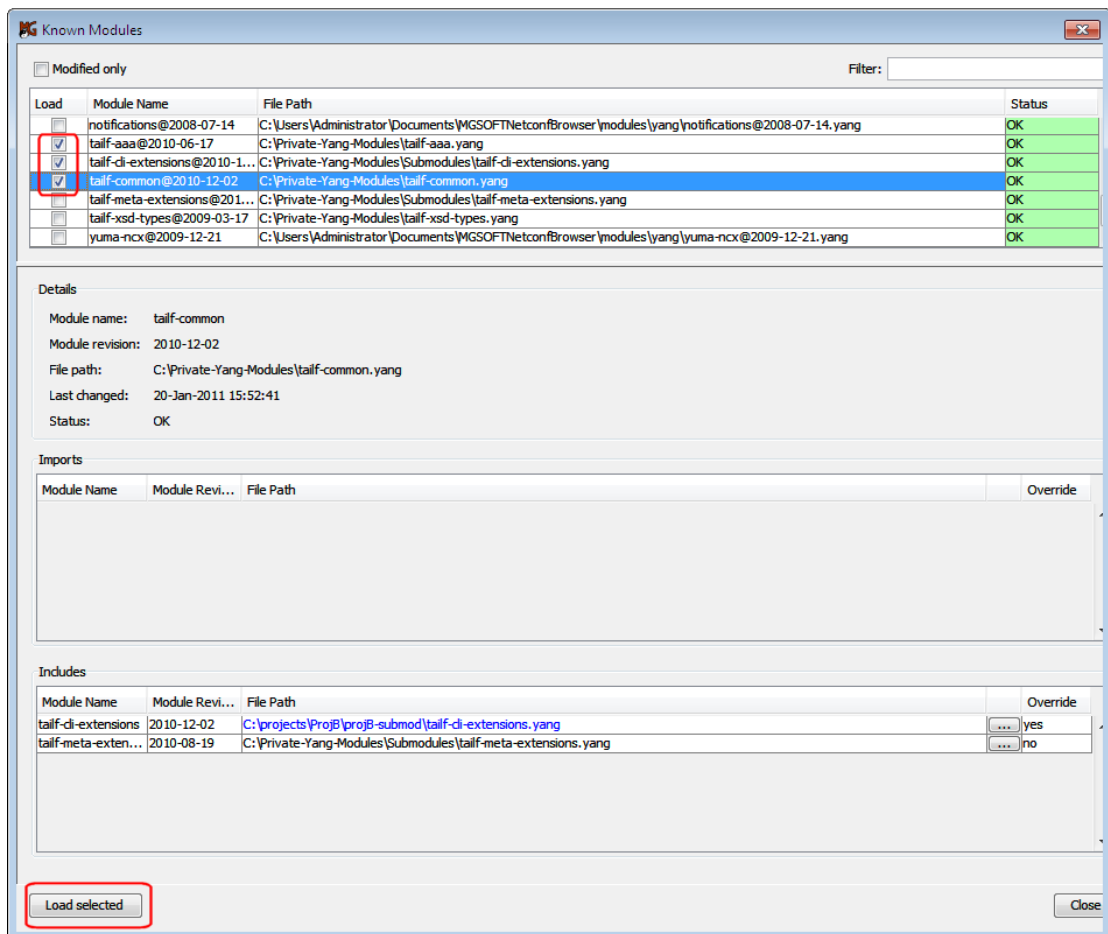 MG Known Modules
Modified only Filter:
Load Module Name File Path Status
notifications@2008-07-14 C:\Users\Administrator\Documents\MGSOFTNetconfBrowser\modules\yang\notifications@2008-07-14.yang OK
tailf-aaa@2010-06-17 C:\Private-Yang-Modules\tailf-aaa.yang OK
tailf-cli-extensions@2010-1... C:\Private-Yang-Modules\Submodules\tailf-cli-extensions.yang OK
tailf-common@2010-12-02 C:\Private-Yang-Modules\tailf-common.yang OK
tailf-meta-extensions@201... C:\Private-Yang-Modules\Submodules\tailf-meta-extensions.yang OK
tailf-xsd-types@2009-03-17 C:\Private-Yang-Modules\tailf-xsd-types.yang OK
yuma-ncx@2009-12-21 C:\Users\Administrator\Documents\MGSOFTNetconfBrowser\modules\yang\yuma-ncx@2009-12-21.yang OK
Details
Module name: tailf-common
Module revision: 2010-12-02
File path: C:\Private-Yang-Modules\tailf-common.yang
Last changed: 20-Jan-2011 15:52:41
Status: OK
Imports
Module Name Module Revi... File Path Override
Includes
Module Name Module Revi... File Path Override
tailf-cli-extensions 2010-12-02 C:\projects\ProjB\projB-submod\tailf-cli-extensions.yang ... yes
tailf-meta-exten... 2010-08-19 C:\Private-Yang-Modules\Submodules\tailf-meta-extensions.yang ... no
Load selected Close